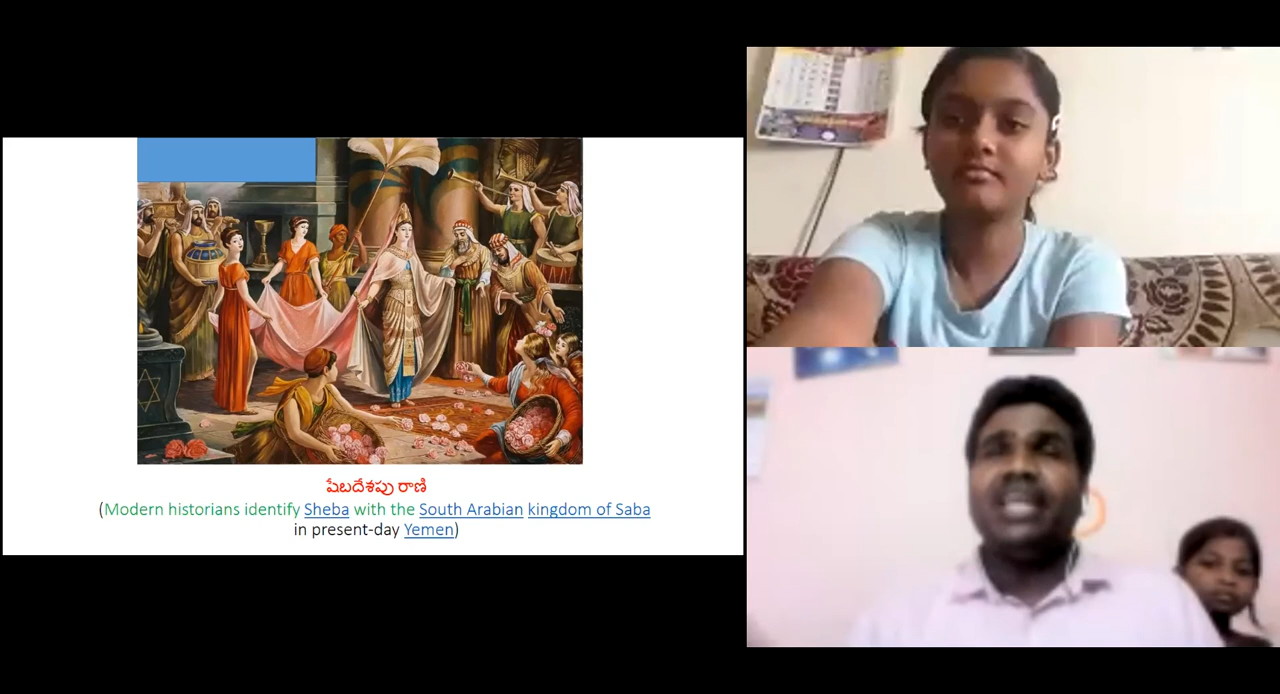 షేబదేశపు రాణి
(Modern historians identify Sheba with the South Arabian kingdom of Saba
in present-day Yemen)